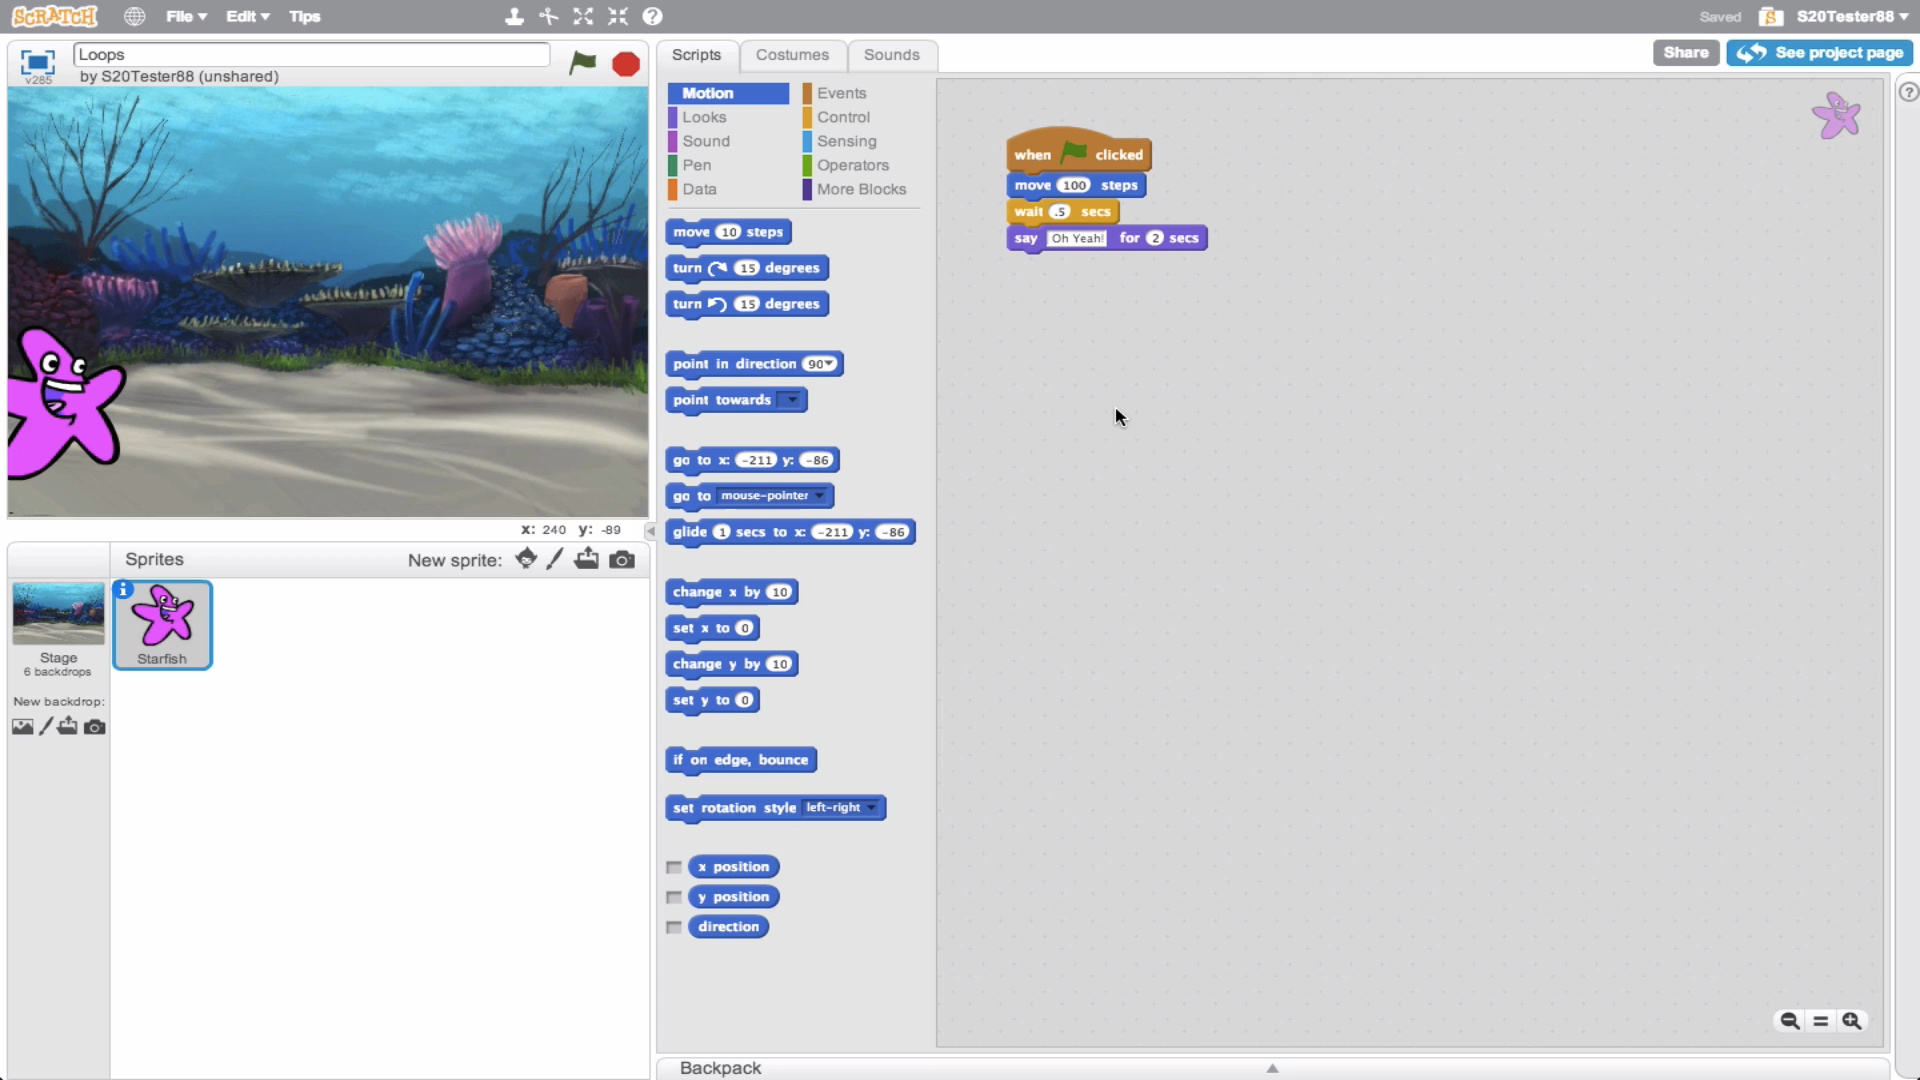 SCRATCH File Edit Tips Saved S20Tester88
v285 Loops
by S20Tester88 (unshared)
Scripts Costumes Sounds Share See project page
Motion Events
Looks Control
Sound Sensing
Pen Operators
Data More Blocks
move 10 steps
turn 15 degrees
turn 15 degrees
point in direction 90
point towards
go to x: -211 y: -86
go to mouse-pointer
glide 1 secs to x: -211 y: -86
change x by 10
set x to 0
change y by 10
set y to 0
if on edge, bounce
set rotation style left-right
x position
y position
direction
when clicked
move 100 steps
wait .5 secs
say Oh Yeah! for 2 secs
x: 240 y: -89
Sprites New sprite:
Stage
6 backdrops
New backdrop:
Starfish
Backpack